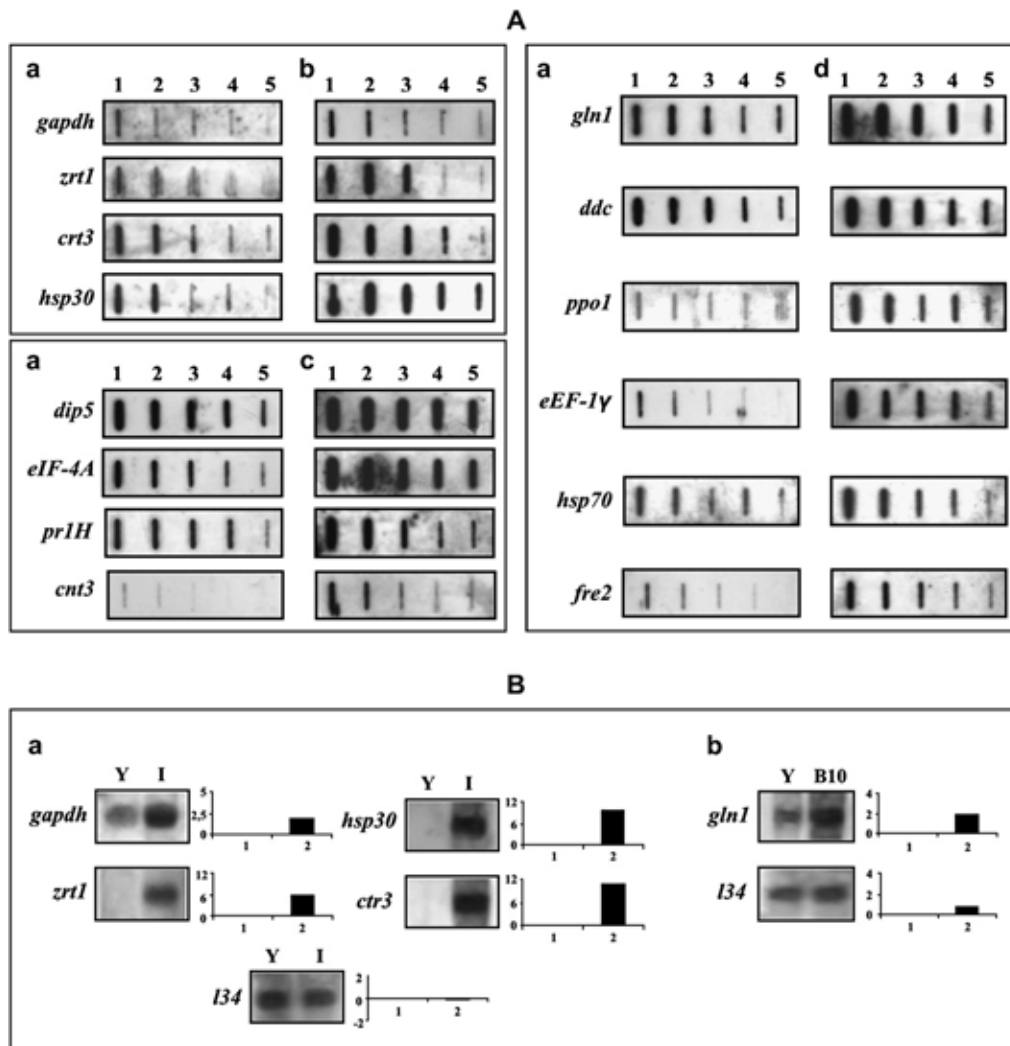 A
a b
1 2 3 4 5 1 2 3 4 5
gapdh
zrt1
crt3
hsp30
a c
1 2 3 4 5 1 2 3 4 5
dip5
eIF-4A
pr1H
cnt3
a d
1 2 3 4 5 1 2 3 4 5
gln1
ddc
ppo1
eEF-1γ
hsp70
fre2
B
a
Y I
gapdh
5
2,5
0
1 2
zrt1
12
6
0
1 2
Y I
hsp30
12
6
0
1 2
ctr3
12
6
0
1 2
Y I
l34
2
0
-2
1 2
b
Y B10
gln1
4
2
0
1 2
l34
4
2
0
1 2